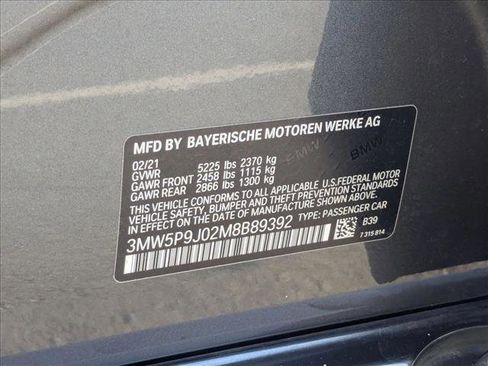 MFD BY BAYERISCHE MOTOREN WERKE AG
02/21
GVWR 5225 lbs 2370 kg
GAWR FRONT 2458 lbs 1115 kg
GAWR REAR 2866 lbs 1300 kg
THIS VEHICLE CONFORMS TO ALL APPLICABLE U.S. FEDERAL MOTOR
VEHICLE SAFETY, BUMPER AND THEFT PREVENTION STANDARDS
IN EFFECT ON THE DATE OF MANUFACTURE SHOWN ABOVE.
3MW5P9J02M8B89392 TYPE: PASSENGER CAR
B39
7 315 814
BMW
BMW